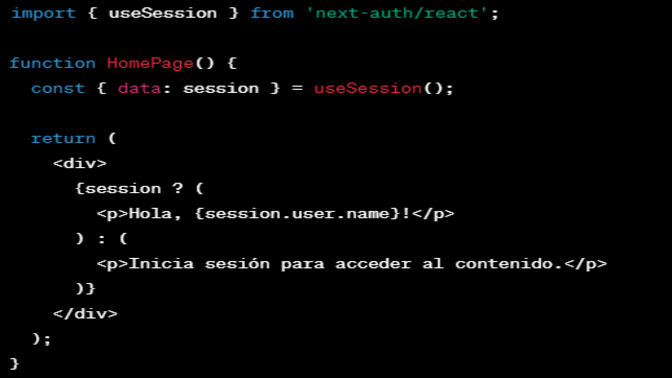 import { useSession } from 'next-auth/react';
function HomePage() {
const { data: session } = useSession();
return (
<div>
{session ? (
<p>Hola, {session.user.name}!</p>
) : (
<p>Inicia sesión para acceder al contenido.</p>
)}
</div>
);
}